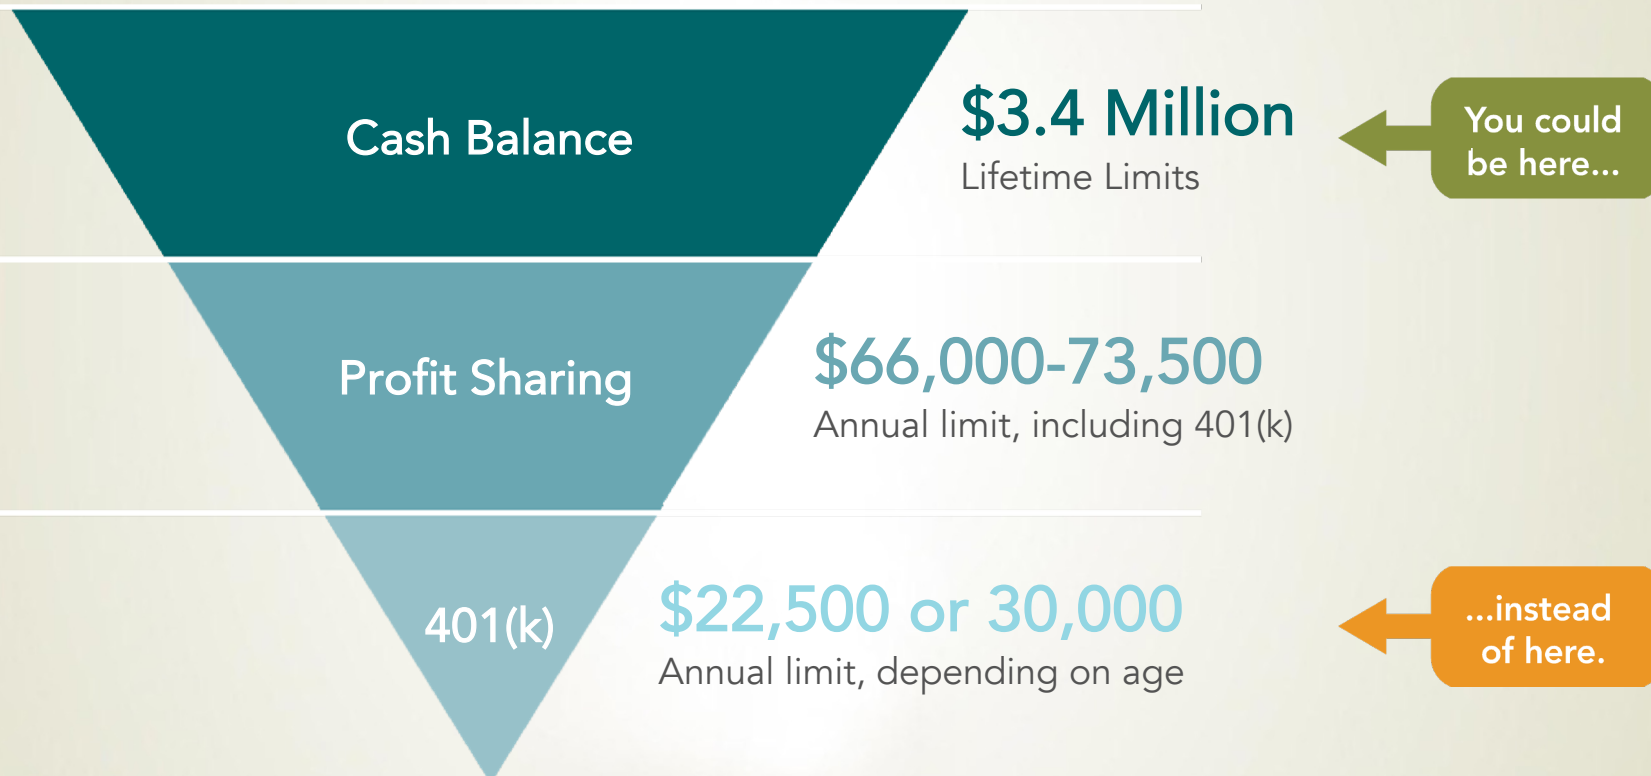 Cash Balance
$3.4 Million
Lifetime Limits
You could
be here...
Profit Sharing
$66,000-73,500
Annual limit, including 401(k)
401(k)
$22,500 or 30,000
Annual limit, depending on age
...instead
of here.